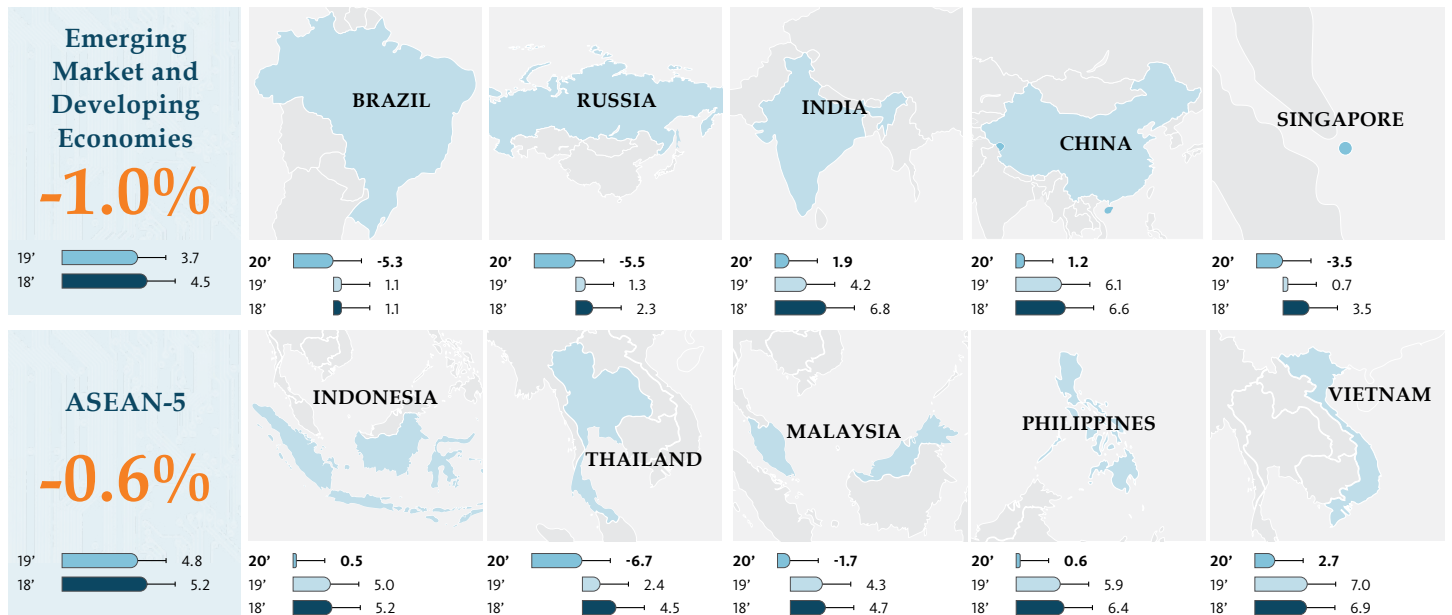 Emerging
Market and
Developing
Economies
-1.0%
19’ 3.7
18’ 4.5
BRAZIL
20’ -5.3
19’ 1.1
18’ 1.1
RUSSIA
20’ -5.5
19’ 1.3
18’ 2.3
INDIA
20’ 1.9
19’ 4.2
18’ 6.8
CHINA
20’ 1.2
19’ 6.1
18’ 6.6
SINGAPORE
20’ -3.5
19’ 0.7
18’ 3.5
ASEAN-5
-0.6%
19’ 4.8
18’ 5.2
INDONESIA
20’ 0.5
19’ 5.0
18’ 5.2
THAILAND
20’ -6.7
19’ 2.4
18’ 4.5
MALAYSIA
20’ -1.7
19’ 4.3
18’ 4.7
PHILIPPINES
20’ 0.6
19’ 5.9
18’ 6.4
VIETNAM
20’ 2.7
19’ 7.0
18’ 6.9